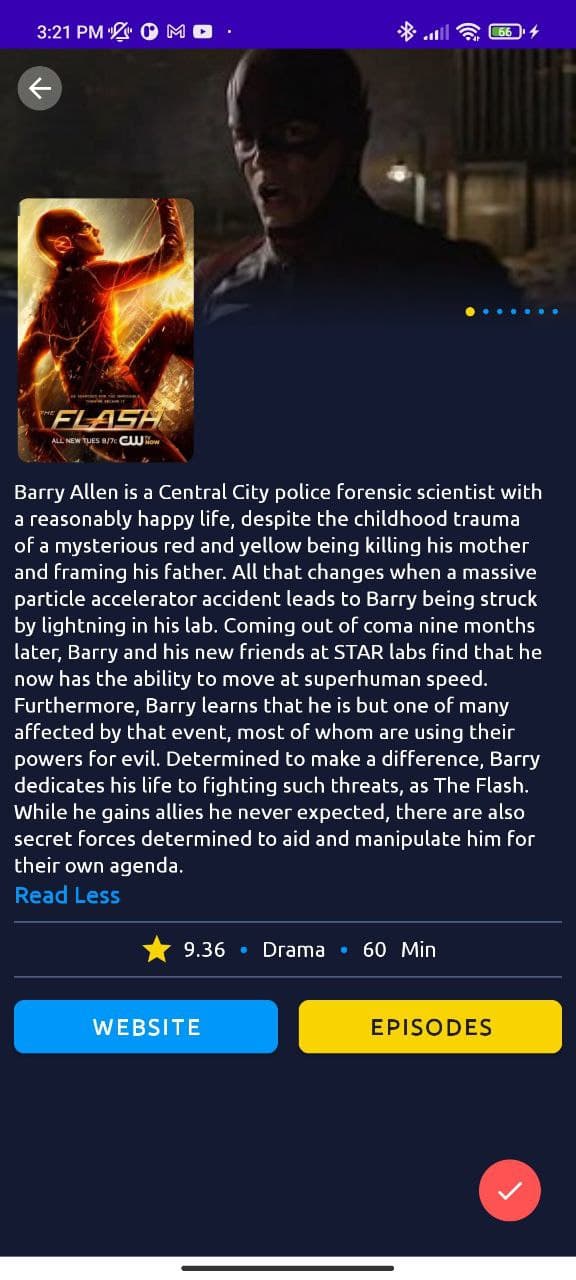 3:21 PM
66
THE
FLASH
ALL NEW TUES 8/7c CW NOW
Barry Allen is a Central City police forensic scientist with
a reasonably happy life, despite the childhood trauma
of a mysterious red and yellow being killing his mother
and framing his father. All that changes when a massive
particle accelerator accident leads to Barry being struck
by lightning in his lab. Coming out of coma nine months
later, Barry and his new friends at STAR labs find that he
now has the ability to move at superhuman speed.
Furthermore, Barry learns that he is but one of many
affected by that event, most of whom are using their
powers for evil. Determined to make a difference, Barry
dedicates his life to fighting such threats, as The Flash.
While he gains allies he never expected, there are also
secret forces determined to aid and manipulate him for
their own agenda.
Read Less
9.36 • Drama • 60 Min
WEBSITE
EPISODES